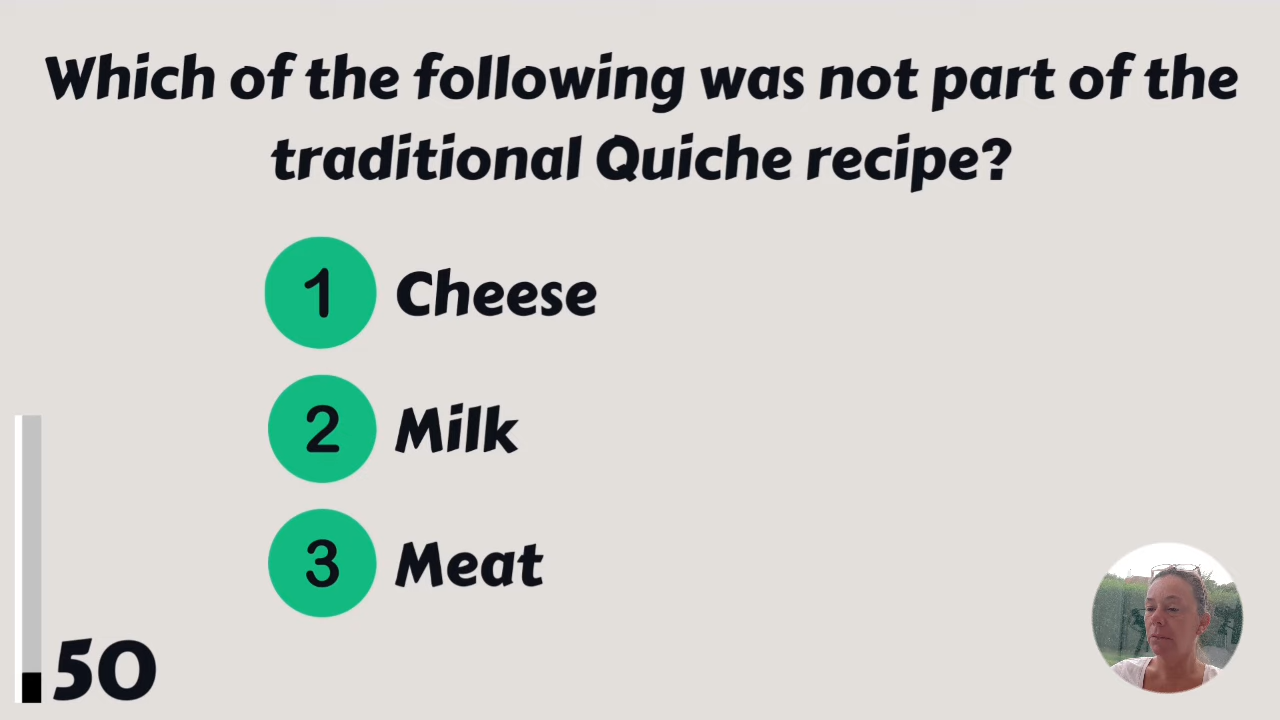 Which of the following was not part of the
traditional Quiche recipe?
1 Cheese
2 Milk
3 Meat
.50